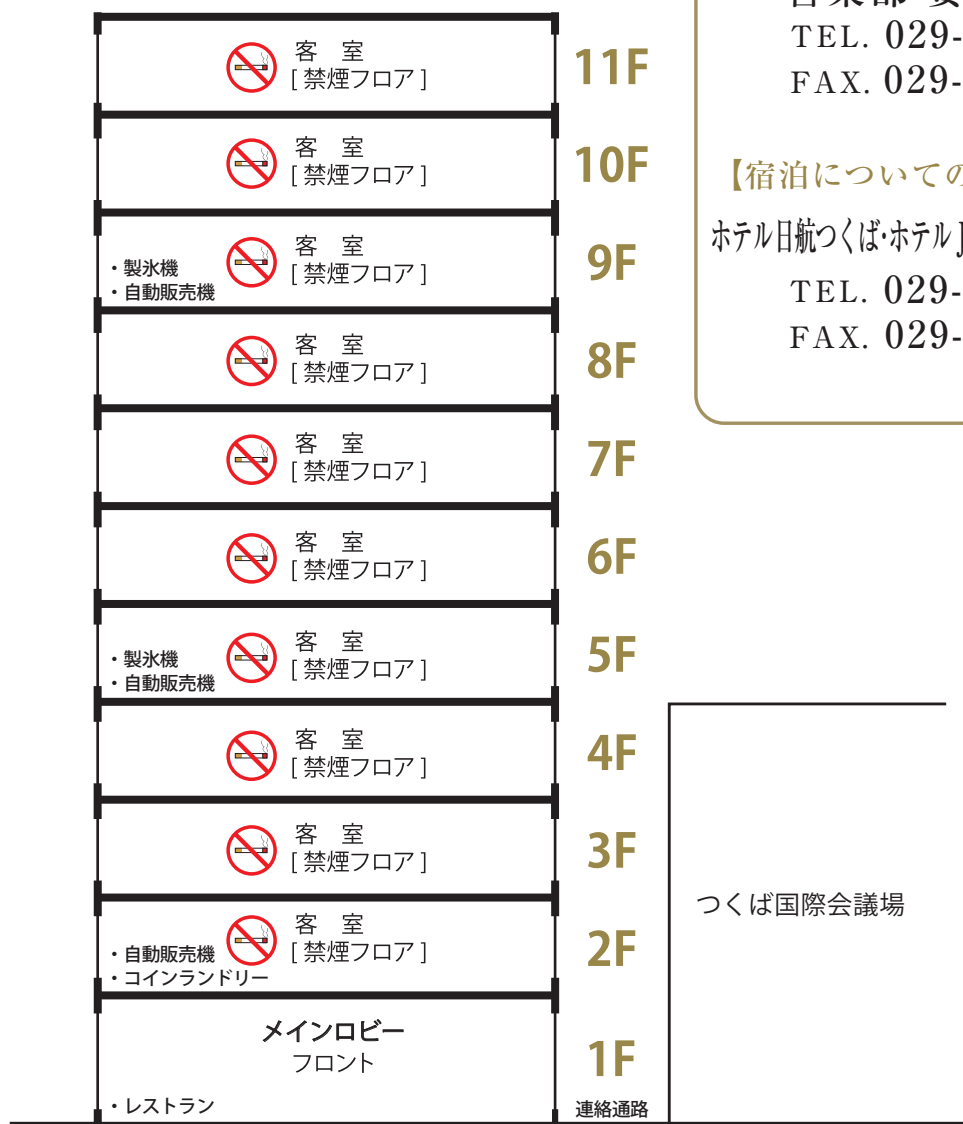 客 室
[ 禁煙フロア ]
11F
客 室
[ 禁煙フロア ]
10F
・製氷機
・自動販売機
客 室
[ 禁煙フロア ]
9F
客 室
[ 禁煙フロア ]
8F
客 室
[ 禁煙フロア ]
7F
客 室
[ 禁煙フロア ]
6F
・製氷機
・自動販売機
客 室
[ 禁煙フロア ]
5F
客 室
[ 禁煙フロア ]
4F
客 室
[ 禁煙フロア ]
3F
・自動販売機
・コインランドリー
客 室
[ 禁煙フロア ]
2F
メインロビー
フロント
・レストラン
1F
連絡通路
つくば国際会議場
営業部
TEL. 029-
FAX. 029-
【宿泊についての
ホテル日航つくば・ホテル
TEL. 029-
FAX. 029-